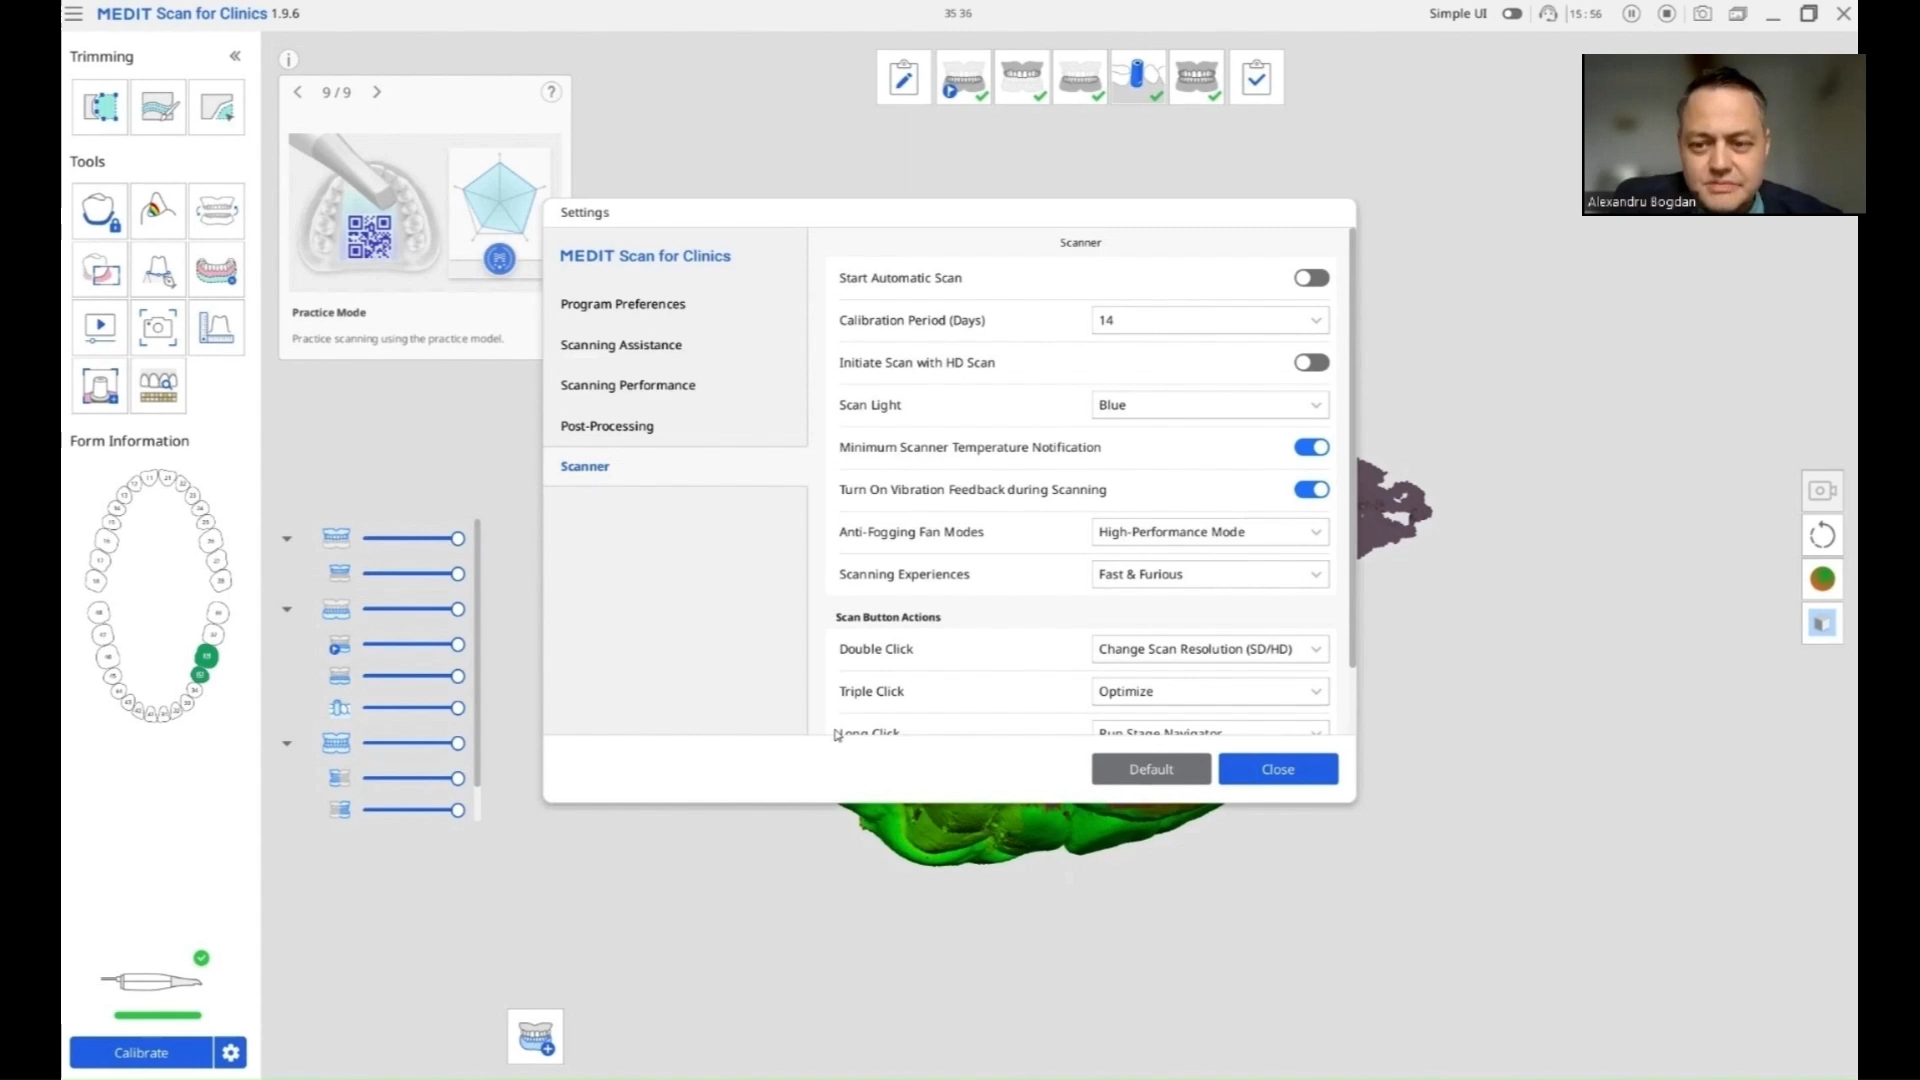 MEDIT Scan for Clinics 1.9.6
35 36
Simple UI
15 : 56
Trimming
9 / 9
?
Alexandru Bogdan
Tools
Practice Mode
Practice scanning using the practice model.
Form Information
Calibrate
Settings
MEDIT Scan for Clinics
Program Preferences
Scanning Assistance
Scanning Performance
Post-Processing
Scanner
Scanner
Start Automatic Scan
Calibration Period (Days) 14
Initiate Scan with HD Scan
Scan Light Blue
Minimum Scanner Temperature Notification
Turn On Vibration Feedback during Scanning
Anti-Fogging Fan Modes High-Performance Mode
Scanning Experiences Fast & Furious
Scan Button Actions
Double Click Change Scan Resolution (SD/HD)
Triple Click Optimize
Long Click Run Stage Navigator
Default Close